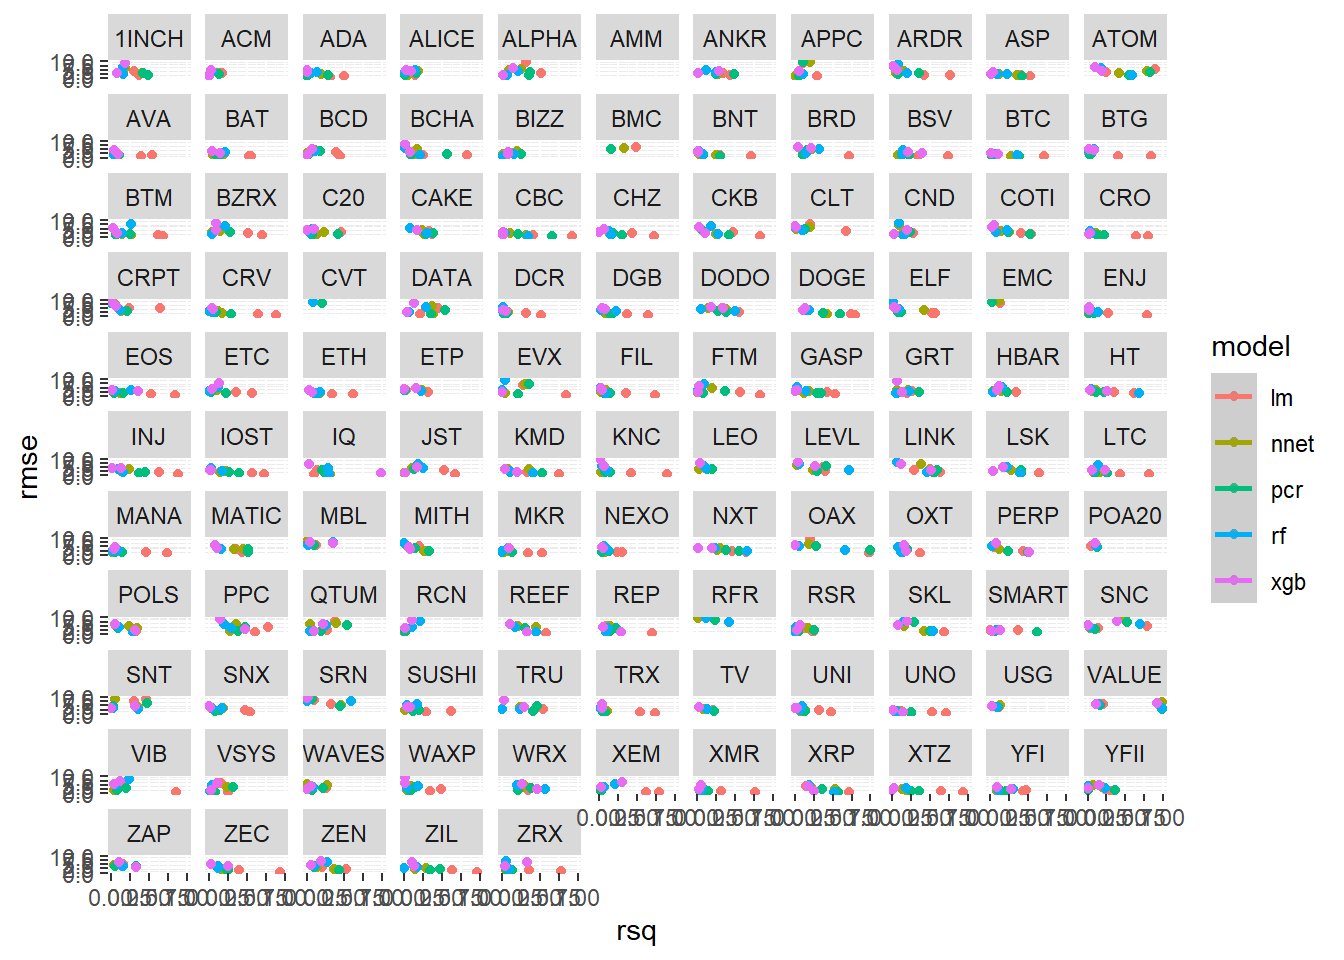 1INCH ACM ADA ALICE ALPHA AMM ANKR APPC ARDR ASP ATOM
AVA BAT BCD BCHA BIZZ BMC BNT BRD BSV BTC BTG
BTM BZRX C20 CAKE CBC CHZ CKB CLT CND COTI CRO
CRPT CRV CVT DATA DCR DGB DODO DOGE ELF EMC ENJ
EOS ETC ETH ETP EVX FIL FTM GASP GRT HBAR HT
INJ IOST IQ JST KMD KNC LEO LEVL LINK LSK LTC
MANA MATIC MBL MITH MKR NEXO NXT OAX OXT PERP POA20
POLS PPC QTUM RCN REEF REP RFR RSR SKL SMART SNC
SNT SNX SRN SUSHI TRU TRX TV UNI UNO USG VALUE
VIB VSYS WAVES WAXP WRX XEM XMR XRP XTZ YFI YFII
ZAP ZEC ZEN ZIL ZRX
rsq
rmse
model
lm
nnet
pcr
rf
xgb